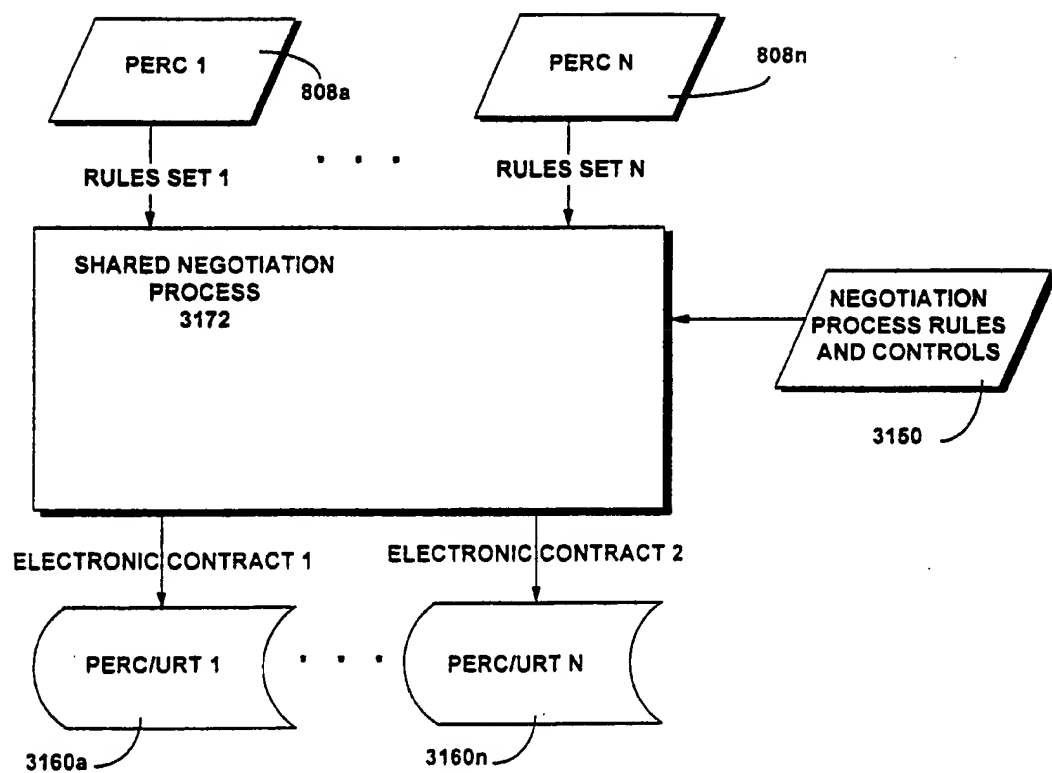 PERC 1
808a
PERC N
808n
RULES SET 1
RULES SET N
SHARED NEGOTIATION
PROCESS
3172
NEGOTIATION
PROCESS RULES
AND CONTROLS
3150
ELECTRONIC CONTRACT 1
ELECTRONIC CONTRACT 2
PERC/URT 1
PERC/URT N
3160a
3160n